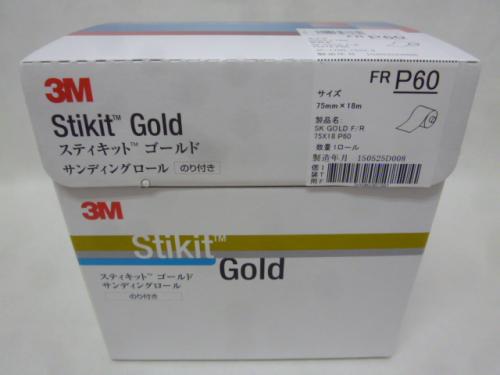 FR P60
3M
Stikit™ Gold
スティキット™ ゴールド
サンディングロール のり付き
FR P60
サイズ
75mm×18m
製品名:
SK GOLD F/R
75X18 P60
数量 1ロール
製造年月 150525D008
3M
Stikit™
Gold
スティキット™ ゴールド
サンディングロール
のり付き